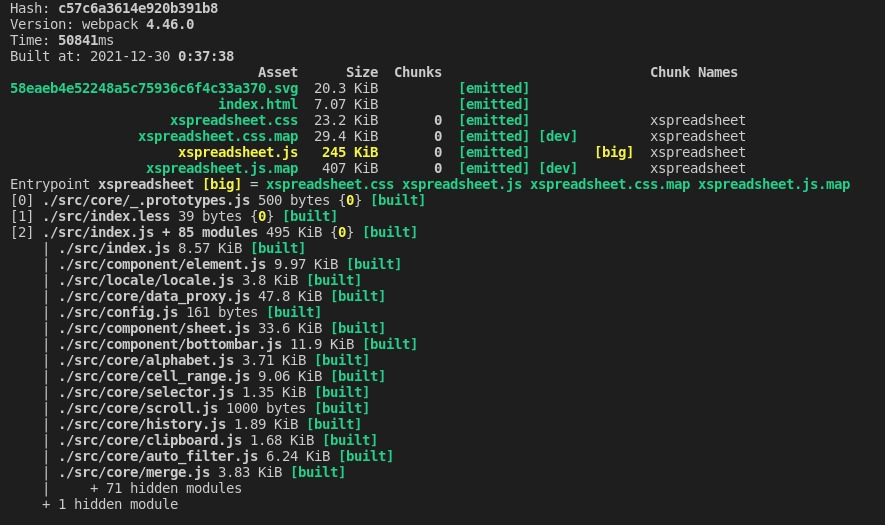 Hash: c57c6a3614e920b391b8
Version: webpack 4.46.0
Time: 50841ms
Built at: 2021-12-30 0:37:38
Asset Size Chunks Chunk Names
58eaeb4e52248a5c75936c6f4c33a370.svg 20.3 KiB [emitted]
index.html 7.07 KiB [emitted]
xspreadsheet.css 23.2 KiB 0 [emitted] xspreadsheet
xspreadsheet.css.map 29.4 KiB 0 [emitted] [dev] xspreadsheet
xspreadsheet.js 245 KiB 0 [emitted] [big] xspreadsheet
xspreadsheet.js.map 407 KiB 0 [emitted] [dev] xspreadsheet
Entrypoint xspreadsheet [big] = xspreadsheet.css xspreadsheet.js xspreadsheet.css.map xspreadsheet.js.map
[0] ./src/core/_.prototypes.js 500 bytes {0} [built]
[1] ./src/index.less 39 bytes {0} [built]
[2] ./src/index.js + 85 modules 495 KiB {0} [built]
| ./src/index.js 8.57 KiB [built]
| ./src/component/element.js 9.97 KiB [built]
| ./src/locale/locale.js 3.8 KiB [built]
| ./src/core/data_proxy.js 47.8 KiB [built]
| ./src/config.js 161 bytes [built]
| ./src/component/sheet.js 33.6 KiB [built]
| ./src/component/bottombar.js 11.9 KiB [built]
| ./src/core/alphabet.js 3.71 KiB [built]
| ./src/core/cell_range.js 9.06 KiB [built]
| ./src/core/selector.js 1.35 KiB [built]
| ./src/core/scroll.js 1000 bytes [built]
| ./src/core/history.js 1.89 KiB [built]
| ./src/core/clipboard.js 1.68 KiB [built]
| ./src/core/auto_filter.js 6.24 KiB [built]
| ./src/core/merge.js 3.83 KiB [built]
| + 71 hidden modules
+ 1 hidden module